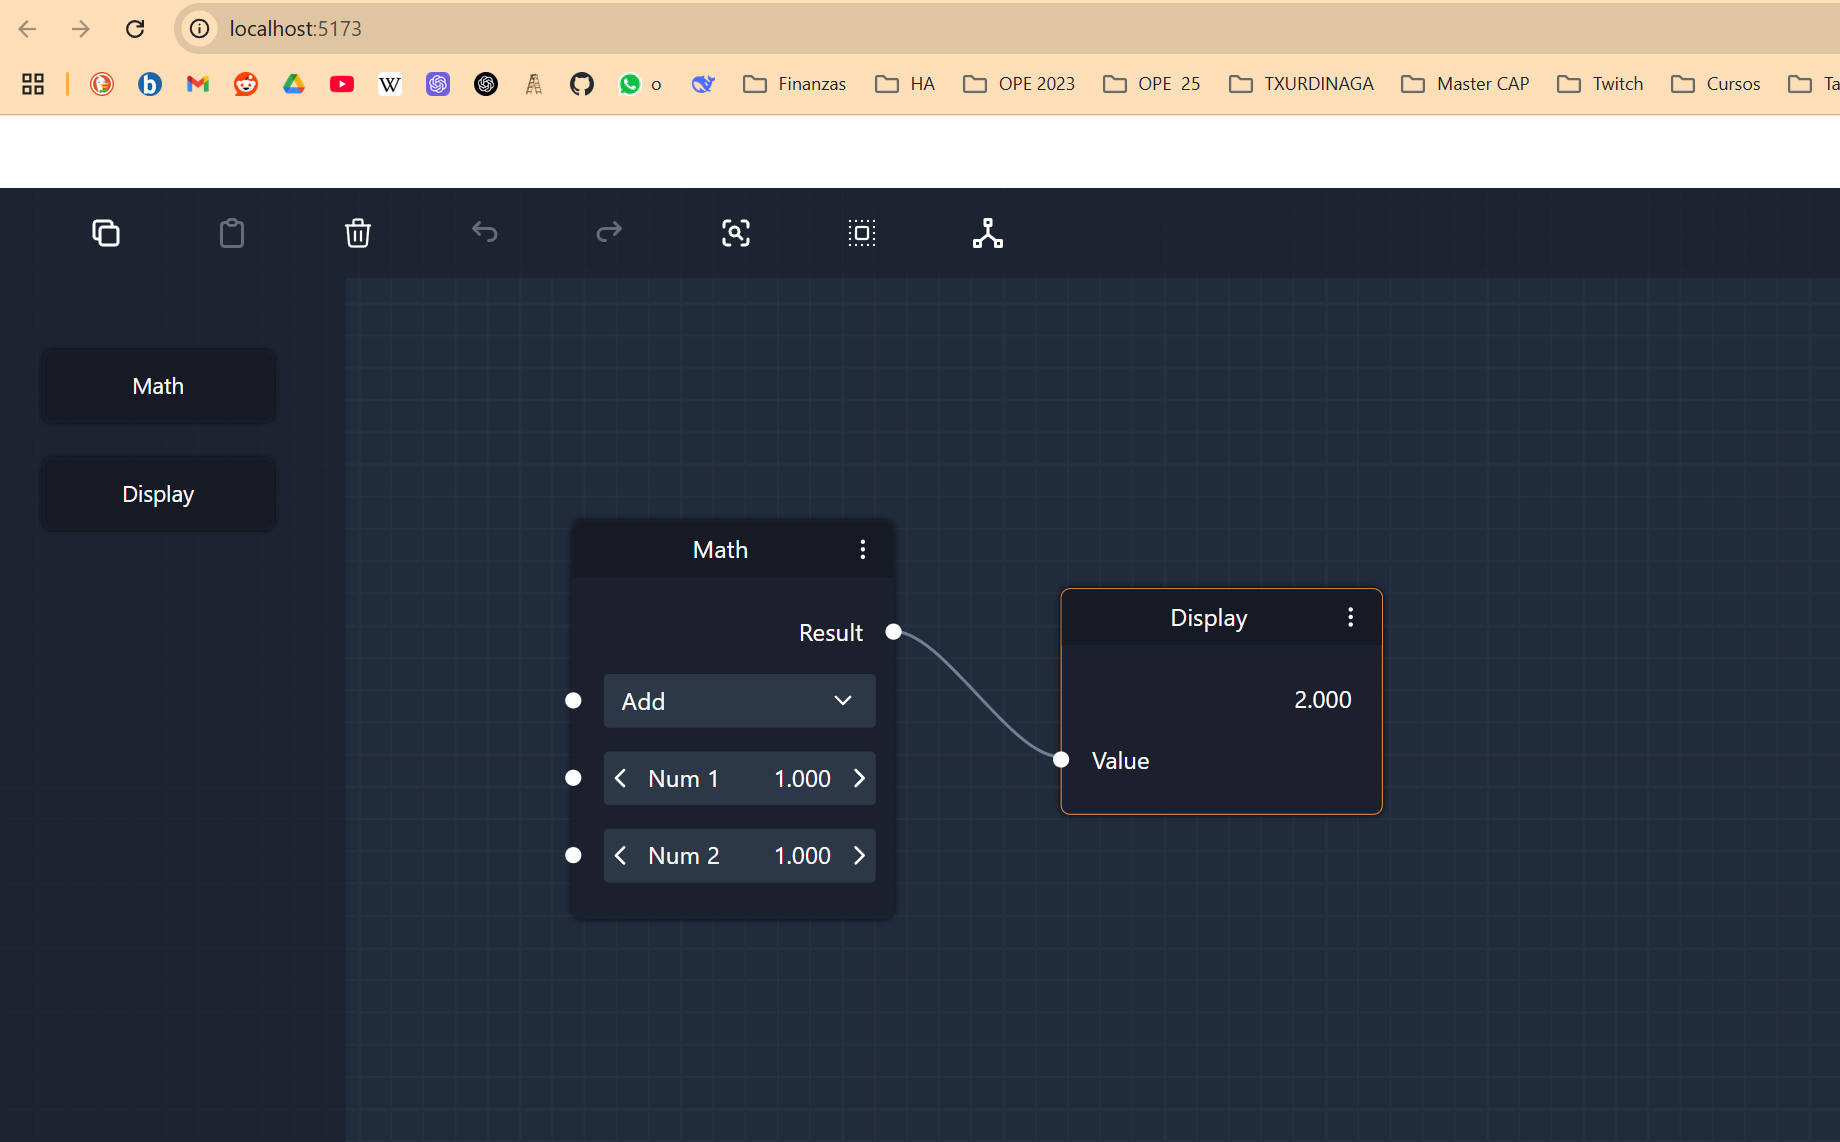 localhost:5173
o Finanzas HA OPE 2023 OPE 25 TXURDINAGA Master CAP Twitch Cursos Ta
Math
Display
Math
Result
Add
Num 1 1.000
Num 2 1.000
Display
2.000
Value